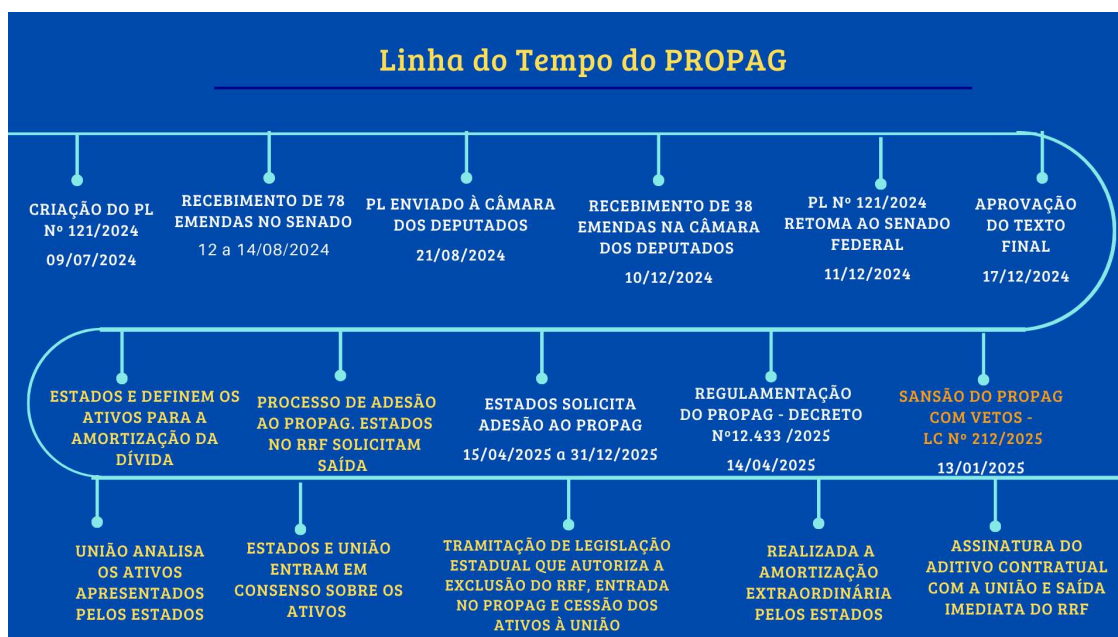 Linha do Tempo do PROPAG
CRIAÇÃO DO PL
Nº 121/2024
09/07/2024
RECEBIMENTO DE 78
EMENDAS NO SENADO
12 a 14/08/2024
PL ENVIADO À CÂMARA
DOS DEPUTADOS
21/08/2024
RECEBIMENTO DE 38
EMENDAS NA CÂMARA
DOS DEPUTADOS
10/12/2024
PL Nº 121/2024
RETOMA AO SENADO
FEDERAL
11/12/2024
APROVAÇÃO
DO TEXTO
FINAL
17/12/2024
SANSÃO DO PROPAG
COM VETOS -
LC Nº 212/2025
13/01/2025
REGULAMENTAÇÃO
DO PROPAG - DECRETO
Nº12.433 /2025
14/04/2025
ESTADOS SOLICITA
ADESÃO AO PROPAG
15/04/2025 a 31/12/2025
PROCESSO DE ADESÃO
AO PROPAG. ESTADOS
NO RRF SOLICITAM
SAÍDA
ESTADOS E DEFINEM OS
ATIVOS PARA A
AMORTIZAÇÃO DA
DÍVIDA
UNIÃO ANALISA
OS ATIVOS
APRESENTADOS
PELOS ESTADOS
ESTADOS E UNIÃO
ENTRAM EM
CONSENSO SOBRE OS
ATIVOS
TRAMITAÇÃO DE LEGISLAÇÃO
ESTADUAL QUE AUTORIZA A
EXCLUSÃO DO RRF, ENTRADA
NO PROPAG E CESSÃO DOS
ATIVOS À UNIÃO
REALIZADA A
AMORTIZAÇÃO
EXTRAORDINÁRIA
PELOS ESTADOS
ASSINATURA DO
ADITIVO CONTRATUAL
COM A UNIÃO E SAÍDA
IMEDIATA DO RRF